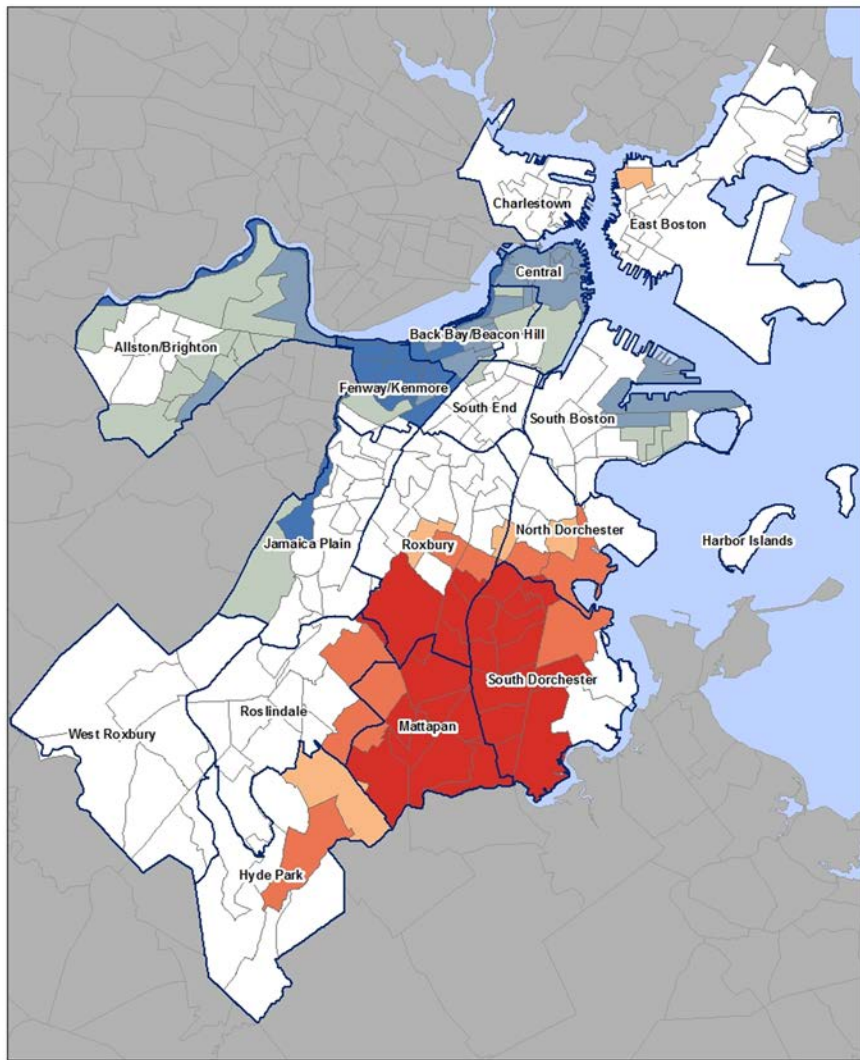 Charlestown
East Boston
Central
Back Bay/Beacon Hill
Allston/Brighton
Fenway/Kenmore
South End
South Boston
Jamaica Plain
Roxbury
North Dorchester
Harbor Islands
South Dorchester
Roslindale
Mattapan
West Roxbury
Hyde Park